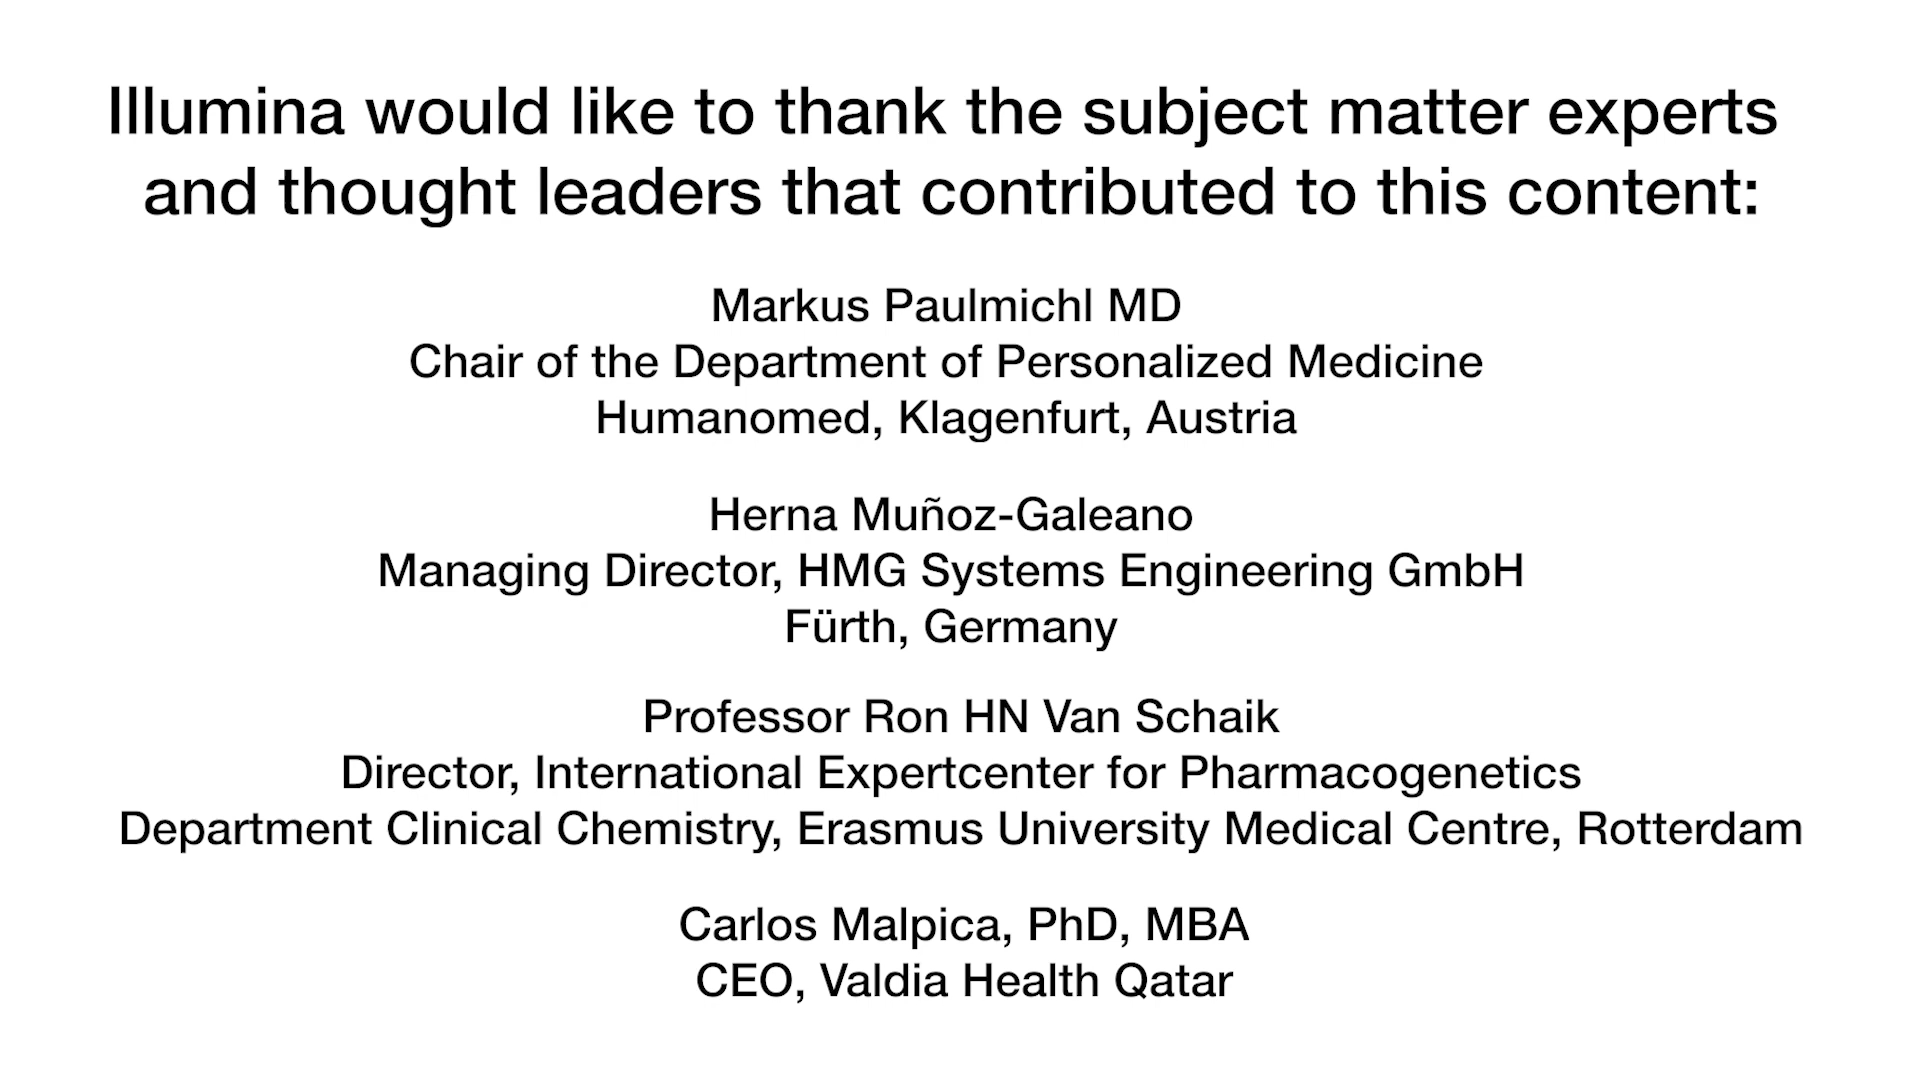 Illumina would like to thank the subject matter experts
and thought leaders that contributed to this content:
Markus Paulmichl MD
Chair of the Department of Personalized Medicine
Humanomed, Klagenfurt, Austria
Herna Muñoz-Galeano
Managing Director, HMG Systems Engineering GmbH
Fürth, Germany
Professor Ron HN Van Schaik
Director, International Expertcenter for Pharmacogenetics
Department Clinical Chemistry, Erasmus University Medical Centre, Rotterdam
Carlos Malpica, PhD, MBA
CEO, Valdia Health Qatar